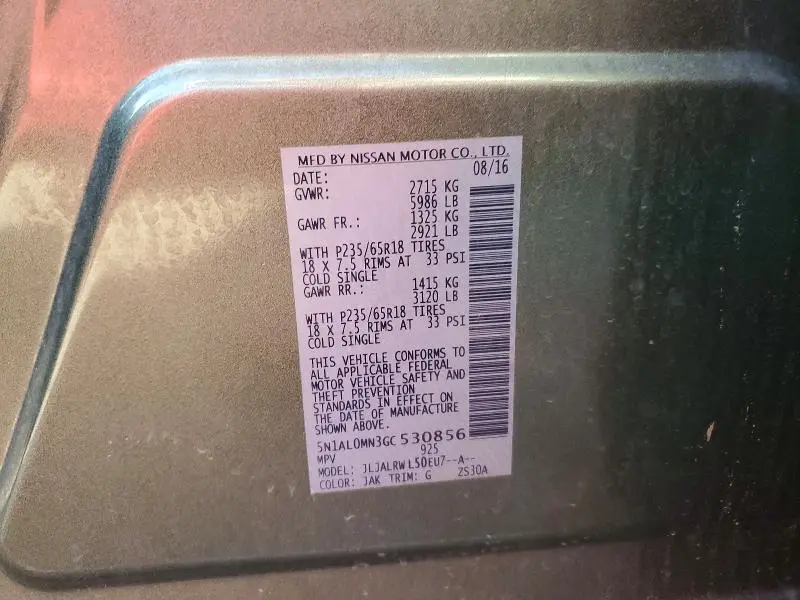 MFD BY NISSAN MOTOR CO., LTD.
DATE: 08/16
GVWR: 2715 KG
5986 LB
GAWR FR.: 1325 KG
2921 LB
WITH P235/65R18 TIRES
18 X 7.5 RIMS AT 33 PSI
COLD SINGLE
GAWR RR.: 1415 KG
3120 LB
WITH P235/65R18 TIRES
18 X 7.5 RIMS AT 33 PSI
COLD SINGLE
THIS VEHICLE CONFORMS TO
ALL APPLICABLE FEDERAL
MOTOR VEHICLE SAFETY AND
THEFT PREVENTION
STANDARDS IN EFFECT ON
THE DATE OF MANUFACTURE
SHOWN ABOVE.
5N1AL0MN3GC530856
MPV 925
MODEL: JLJALRWL50EU7--A--
COLOR: JAK TRIM: G ZS30A